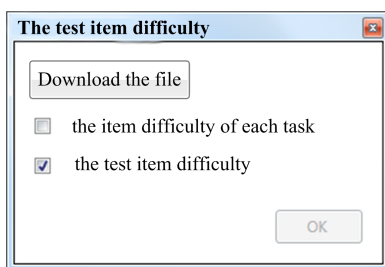 The test item difficulty
Download the file
the item difficulty of each task
the test item difficulty
OK